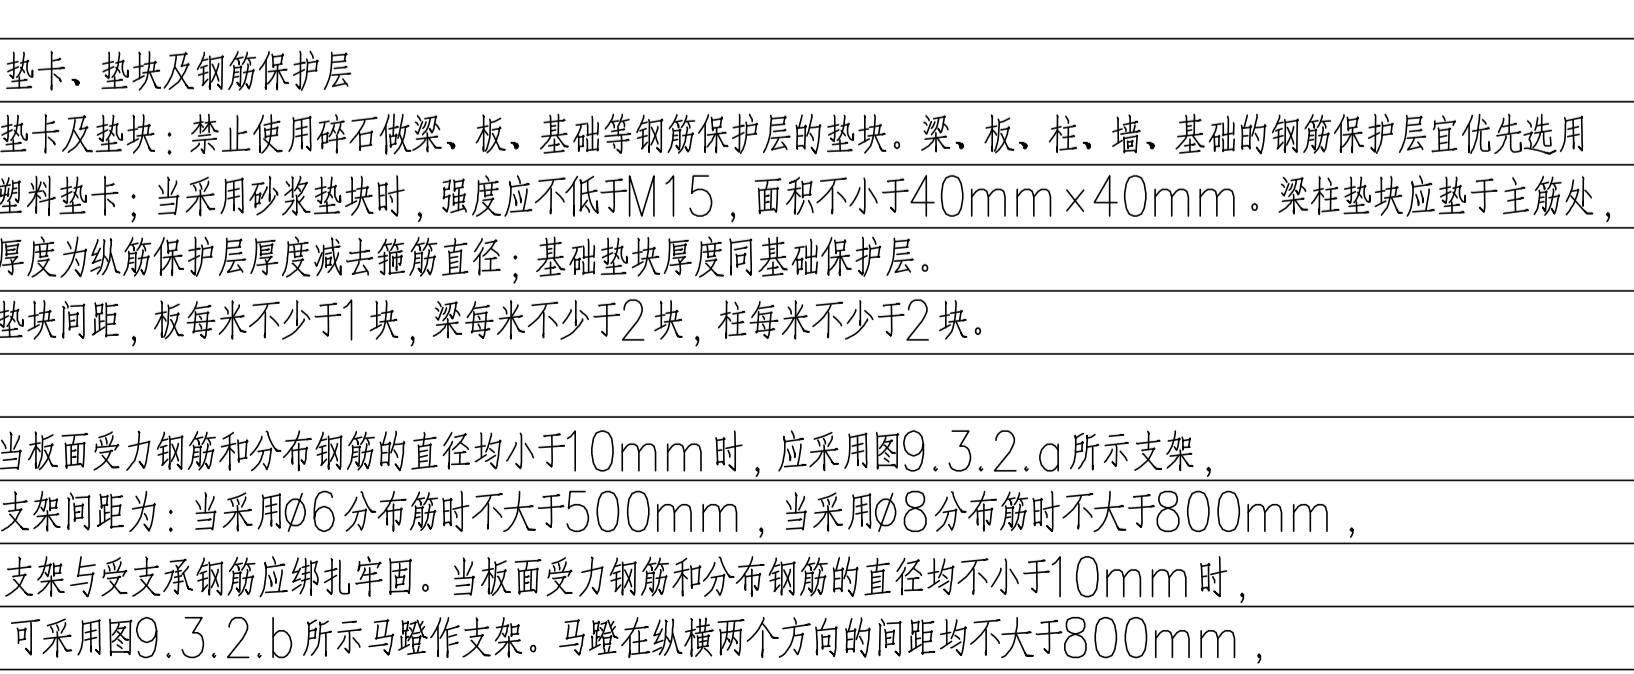 垫卡、垫块及钢筋保护层
垫卡及垫块：禁止使用碎石做梁、板、基础等钢筋保护层的垫块。梁、板、柱、墙、基础的钢筋保护层宜优先选用
塑料垫卡；当采用砂浆垫块时，强度应不低于M15，面积不小于40mm×40mm。梁柱垫块应垫于主筋处，
厚度为纵筋保护层厚度减去箍筋直径；基础垫块厚度同基础保护层。
垫块间距，板每米不少于1块，梁每米不少于2块，柱每米不少于2块。
当板面受力钢筋和分布钢筋的直径均小于10mm时，应采用图9.3.2.a所示支架，
支架间距为：当采用ø6分布筋时不大于500mm，当采用ø8分布筋时不大于800mm，
支架与受支承钢筋应绑扎牢固。当板面受力钢筋和分布钢筋的直径均不小于10mm时，
可采用图9.3.2.b所示马蹬作支架。马蹬在纵横两个方向的间距均不大于800mm，